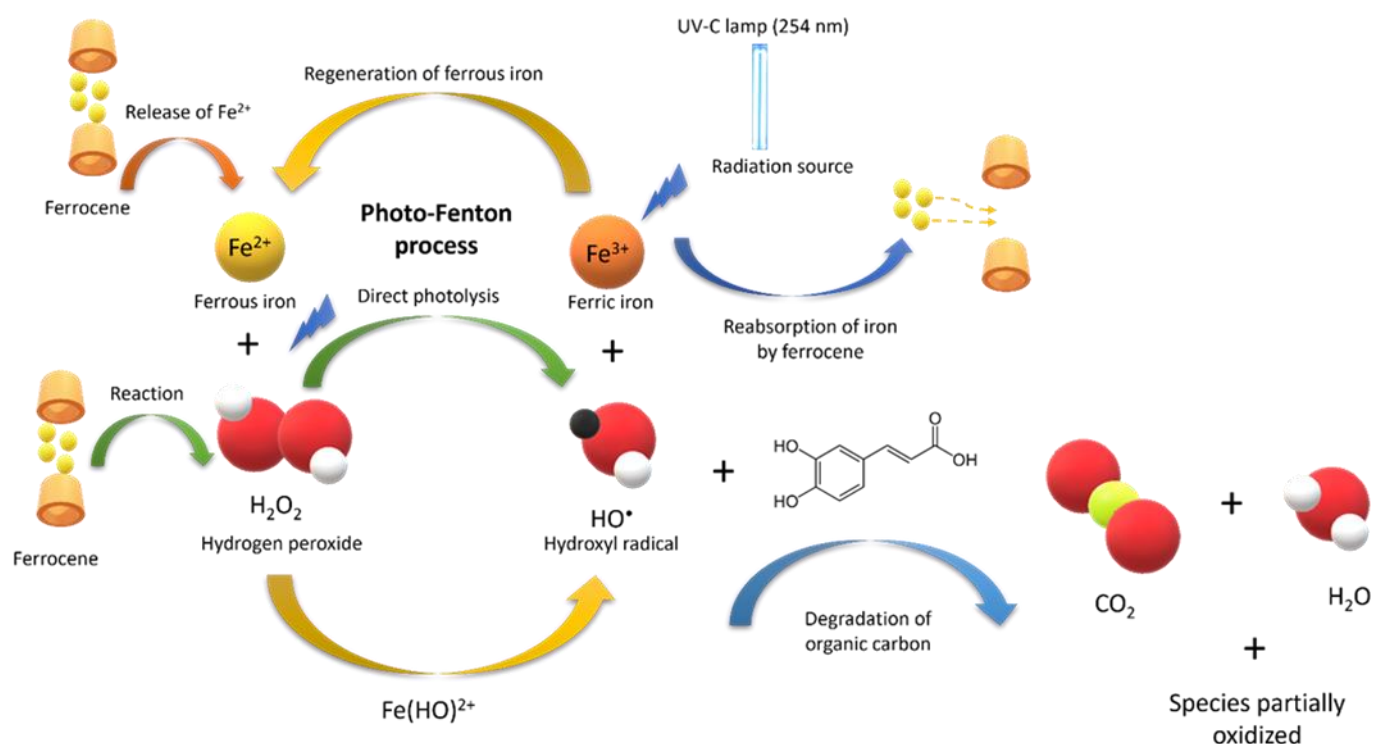 UV-C lamp (254 nm)
Regeneration of ferrous iron
Release of Fe²⁺
Radiation source
Ferrocene
Photo-Fenton
process
Fe²⁺
Fe³⁺
Ferrous iron
Direct photolysis
Ferric iron
+
+
Reabsorption of iron
by ferrocene
Reaction
+
HO
HO
O
OH
+
H₂O₂
Hydrogen peroxide
HO•
Hydroxyl radical
Ferrocene
CO₂
H₂O
Degradation of
organic carbon
+
Fe(HO)²⁺
Species partially
oxidized